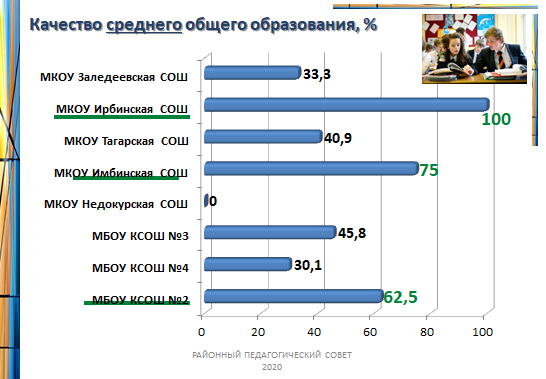 Качество среднего общего образования, %
МКОУ Заледеевская СОШ 33,3
МКОУ Ирбинская СОШ 100
МКОУ Тагарская СОШ 40,9
МКОУ Имбинская СОШ 75
МКОУ Недокурская СОШ 0
МБОУ КСОШ №3 45,8
МБОУ КСОШ №4 30,1
МБОУ КСОШ №2 62,5
0 20 40 60 80 100
РАЙОННЫЙ ПЕДАГОГИЧЕСКИЙ СОВЕТ
2020